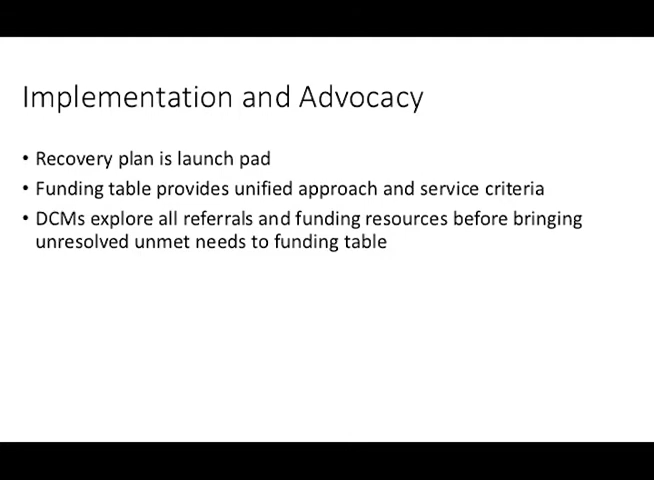 Implementation and Advocacy
• Recovery plan is launch pad
• Funding table provides unified approach and service criteria
• DCMs explore all referrals and funding resources before bringing
unresolved unmet needs to funding table